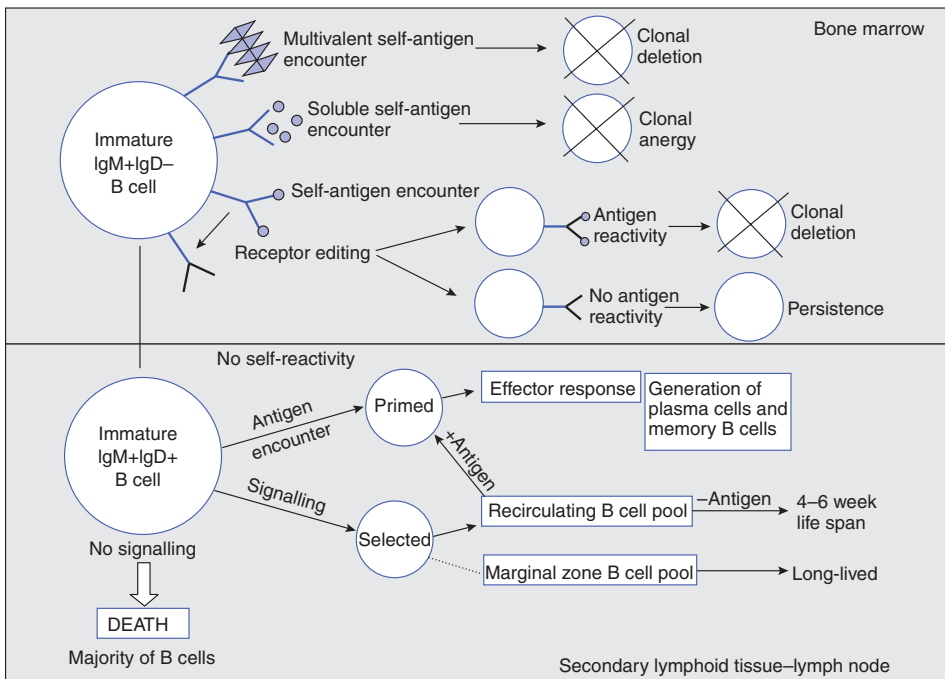 Bone marrow
Multivalent self-antigen
encounter
Clonal
deletion
Soluble self-antigen
encounter
Clonal
anergy
Immature
IgM+IgD–
B cell
Self-antigen encounter
Receptor editing
Antigen
reactivity
Clonal
deletion
No antigen
reactivity
Persistence
No self-reactivity
Immature
IgM+IgD+
B cell
Antigen
encounter
Primed
Effector response
Generation of
plasma cells and
memory B cells
+Antigen
Signalling
Selected
Recirculating B cell pool
–Antigen
4–6 week
life span
Marginal zone B cell pool
Long-lived
No signalling
DEATH
Majority of B cells
Secondary lymphoid tissue–lymph node